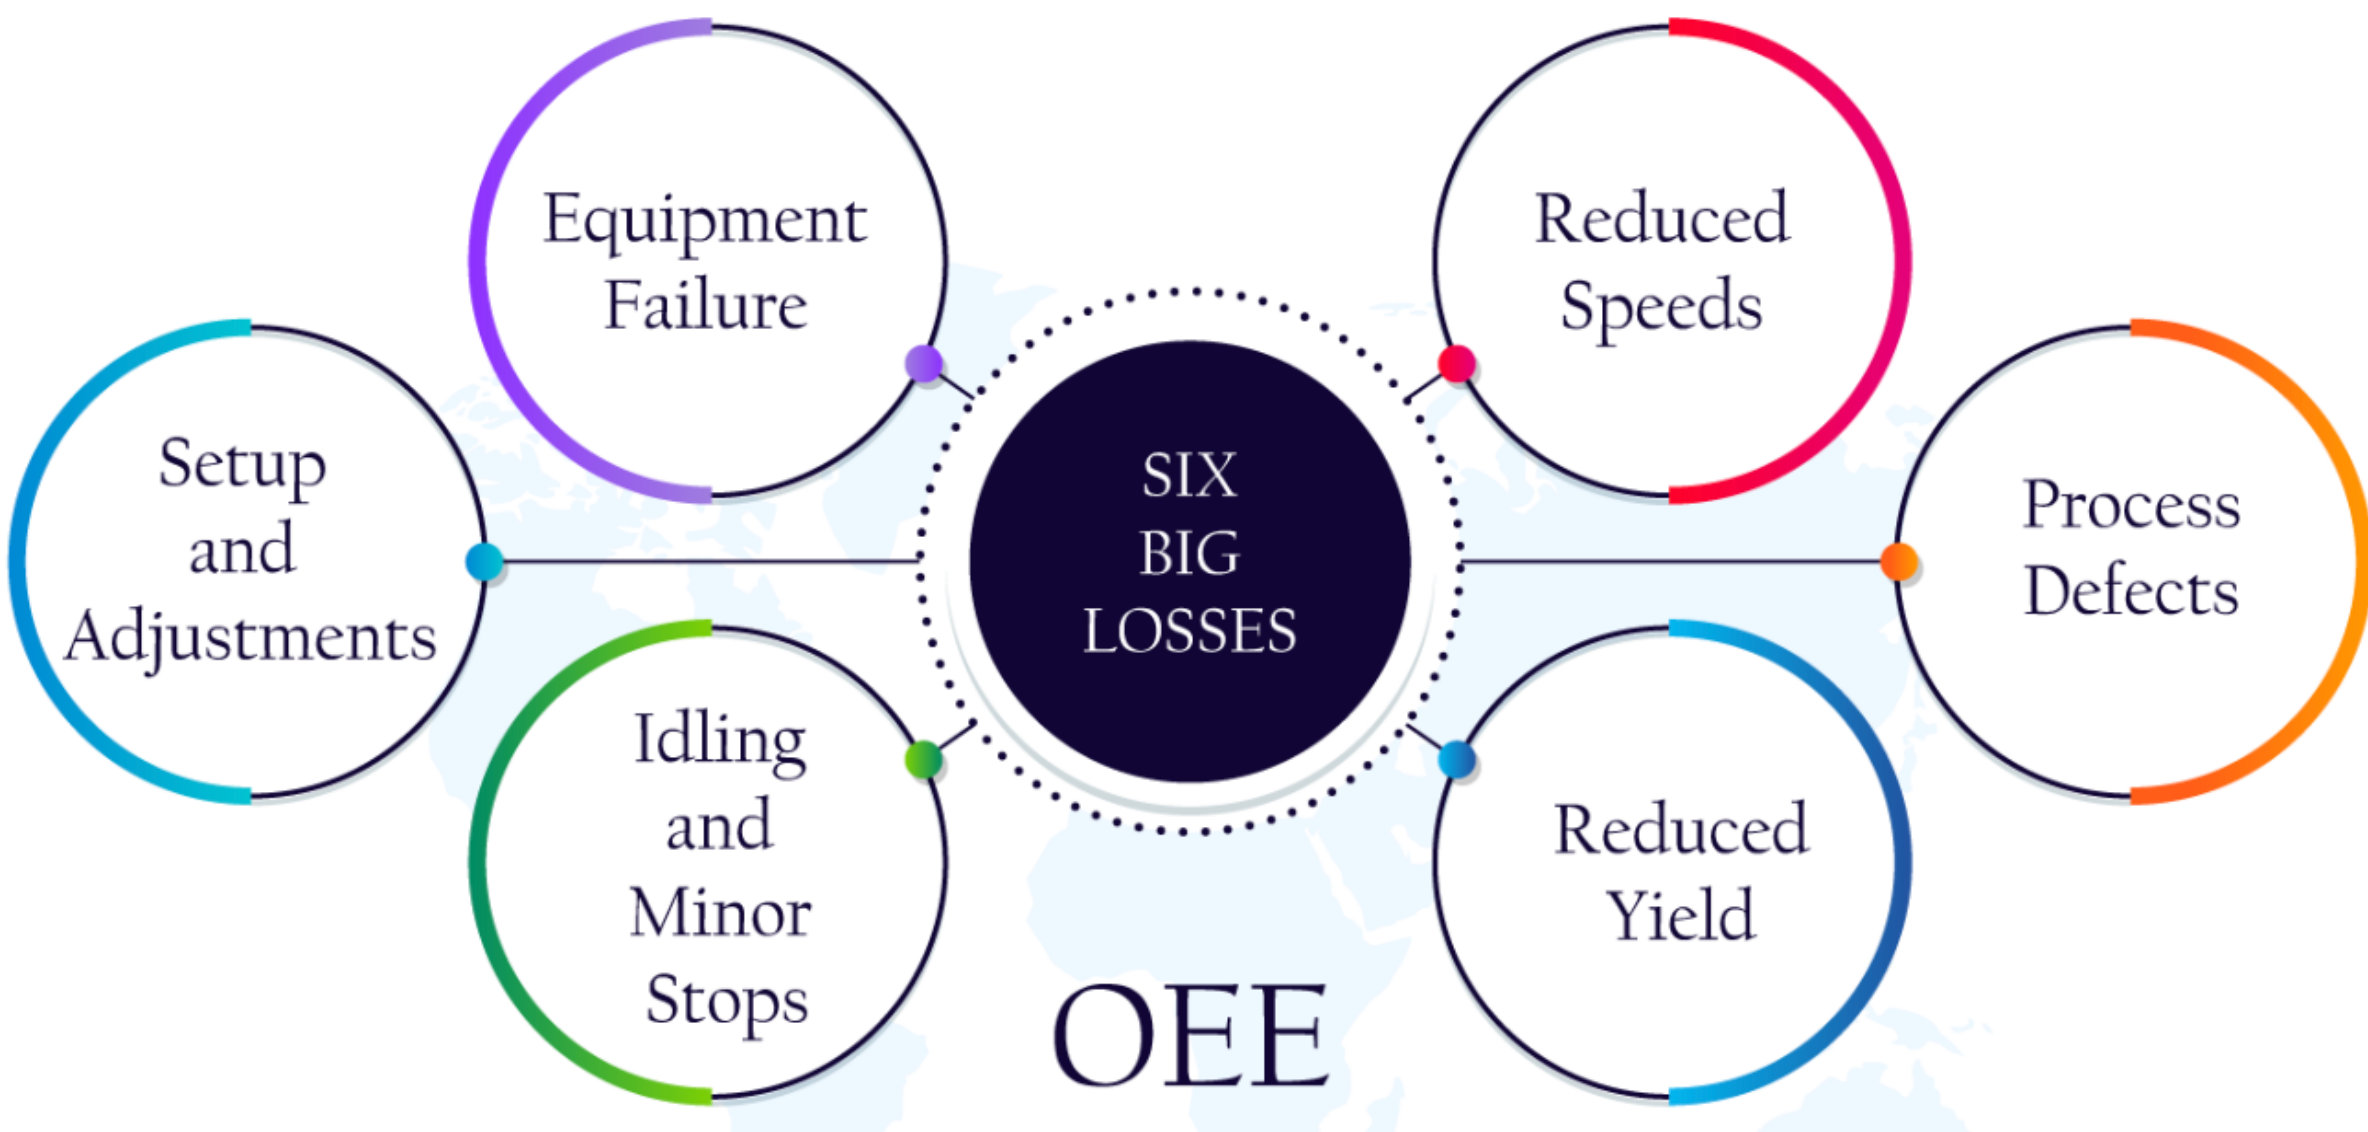 Equipment
Failure
Reduced
Speeds
Setup
and
Adjustments
SIX
BIG
LOSSES
Process
Defects
Idling
and
Minor
Stops
Reduced
Yield
OEE